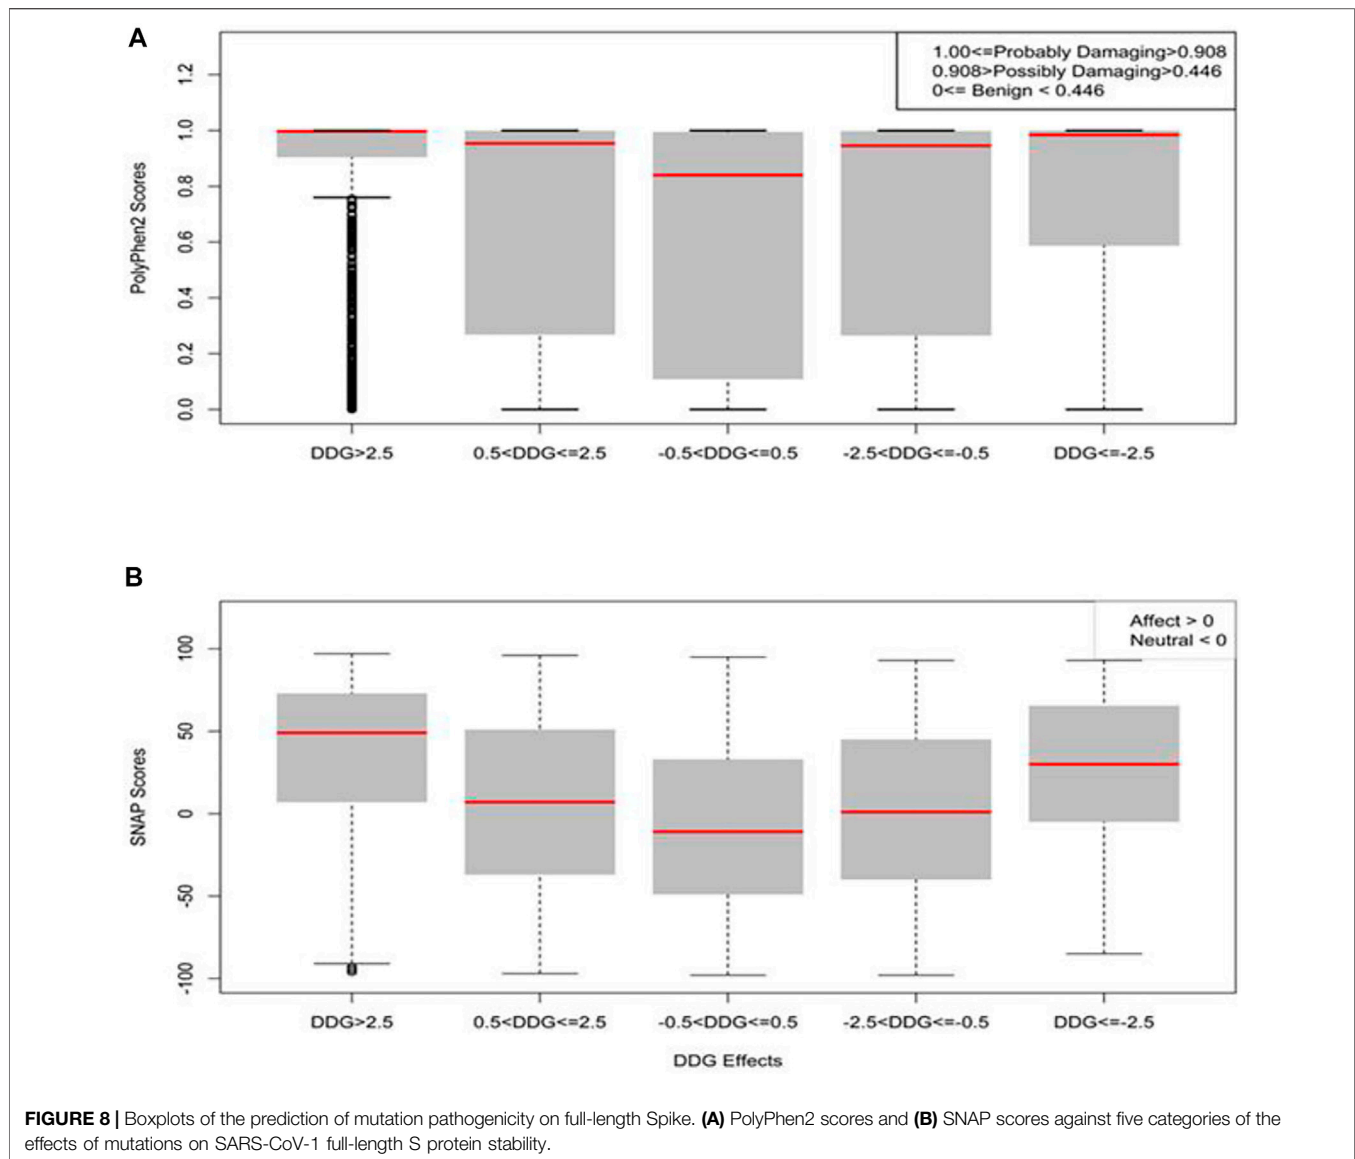 A
1.00<=Probably Damaging>0.908
0.908>Possibly Damaging>0.446
0<= Benign < 0.446
PolyPhen2 Scores
1.2
1.0
0.8
0.6
0.4
0.2
0.0
DDG>2.5
0.5<DDG<=2.5
-0.5<DDG<=0.5
-2.5<DDG<=-0.5
DDG<=-2.5
B
Affect > 0
Neutral < 0
SNAP Scores
100
50
0
-50
-100
DDG>2.5
0.5<DDG<=2.5
-0.5<DDG<=0.5
-2.5<DDG<=-0.5
DDG<=-2.5
DDG Effects
FIGURE 8 | Boxplots of the prediction of mutation pathogenicity on full-length Spike. (A) PolyPhen2 scores and (B) SNAP scores against five categories of the
effects of mutations on SARS-CoV-1 full-length S protein stability.